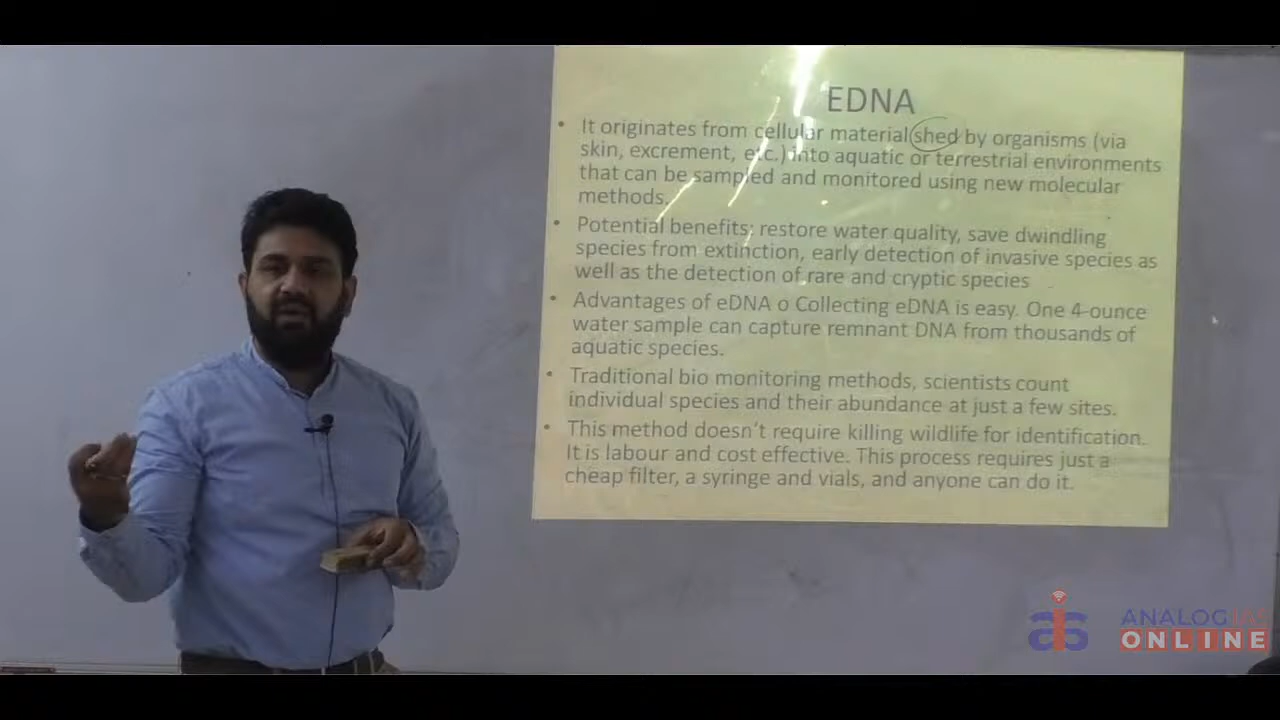 EDNA
• It originates from cellular material shed by organisms (via
skin, excrement, etc.) into aquatic or terrestrial environments
that can be sampled and monitored using new molecular
methods.
• Potential benefits: restore water quality, save dwindling
species from extinction, early detection of invasive species as
well as the detection of rare and cryptic species
• Advantages of eDNA o Collecting eDNA is easy. One 4-ounce
water sample can capture remnant DNA from thousands of
aquatic species.
• Traditional bio monitoring methods, scientists count
individual species and their abundance at just a few sites.
• This method doesn't require killing wildlife for identification.
It is labour and cost effective. This process requires just a
cheap filter, a syringe and vials, and anyone can do it.
ais
ANALOG IAS
ONLINE